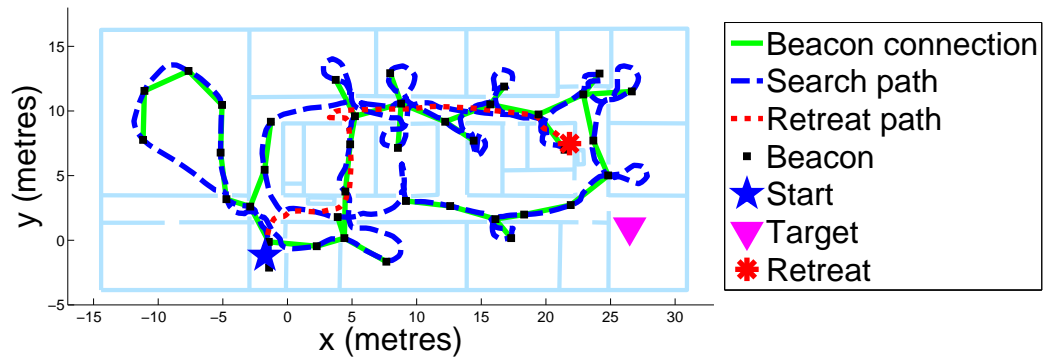 15
10
5
0
−5
y (metres)
−15 −10 −5 0 5 10 15 20 25 30
x (metres)
Beacon connection
Search path
Retreat path
Beacon
Start
Target
Retreat